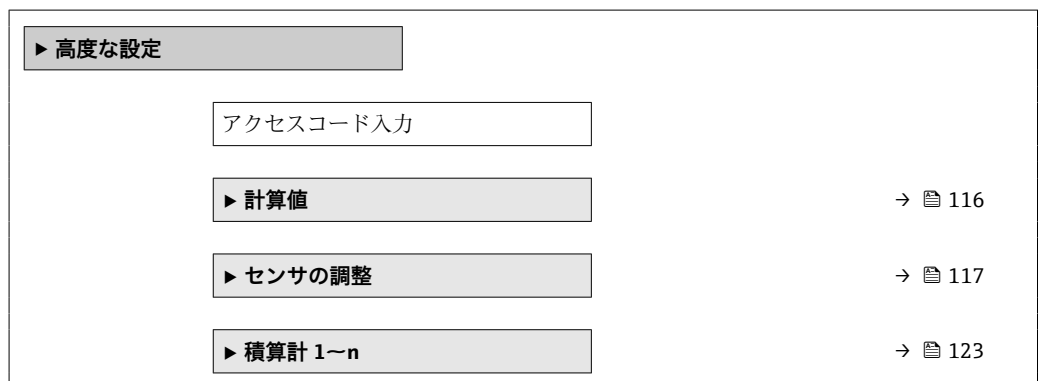 ▶ 高度な設定
アクセスコード入力
▶ 計算値 → 🖹 116
▶ センサの調整 → 🖹 117
▶ 積算計 1～n → 🖹 123